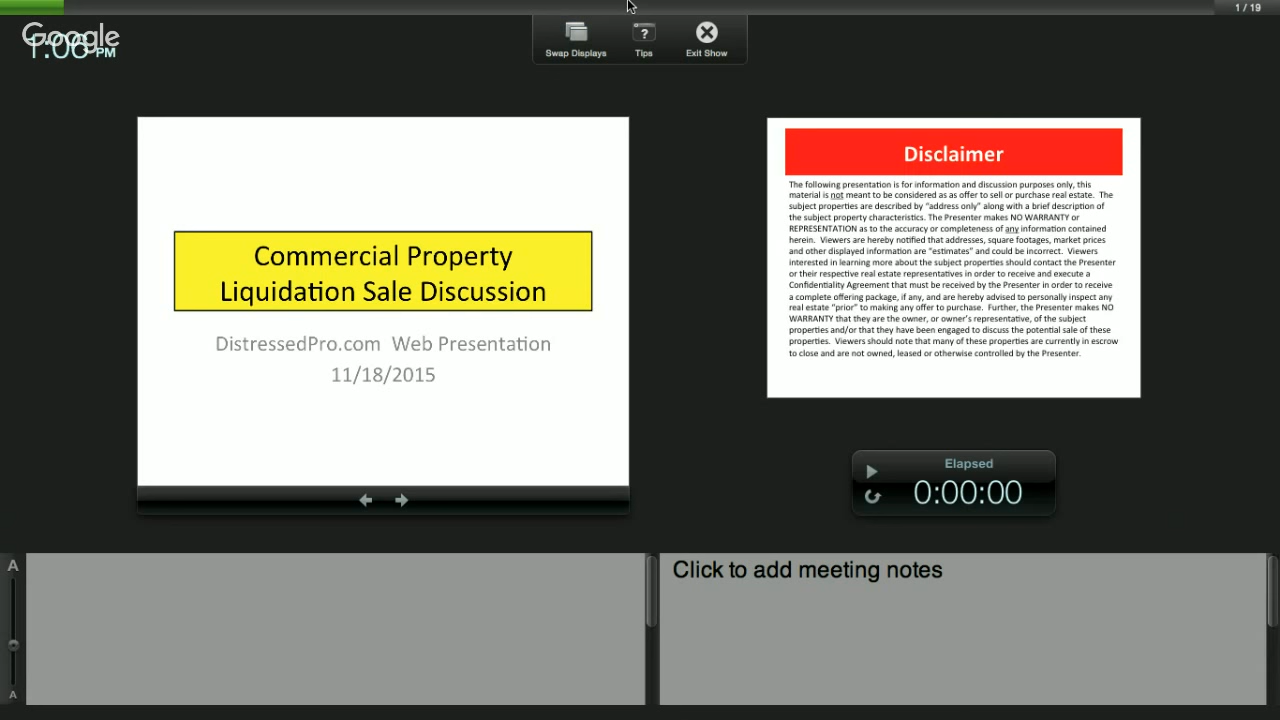 1 / 19
Google
1:06 PM
Swap Displays
Tips
Exit Show
Commercial Property
Liquidation Sale Discussion
DistressedPro.com Web Presentation
11/18/2015
Disclaimer
The following presentation is for information and discussion purposes only, this
material is not meant to be considered as as offer to sell or purchase real estate. The
subject properties are described by “address only” along with a brief description of
the subject property characteristics. The Presenter makes NO WARRANTY or
REPRESENTATION as to the accuracy or completeness of any information contained
herein. Viewers are hereby notified that addresses, square footages, market prices
and other displayed information are “estimates” and could be incorrect. Viewers
interested in learning more about the subject properties should contact the Presenter
or their respective real estate representatives in order to receive and execute a
Confidentiality Agreement that must be received by the Presenter in order to receive
a complete offering package, if any, and are hereby advised to personally inspect any
real estate “prior” to making any offer to purchase. Further, the Presenter makes NO
WARRANTY that they are the owner, or owner’s representative, of the subject
properties and/or that they have been engaged to discuss the potential sale of these
properties. Viewers should note that many of these properties are currently in escrow
to close and are not owned, leased or otherwise controlled by the Presenter.
Elapsed
0:00:00
A
A
Click to add meeting notes